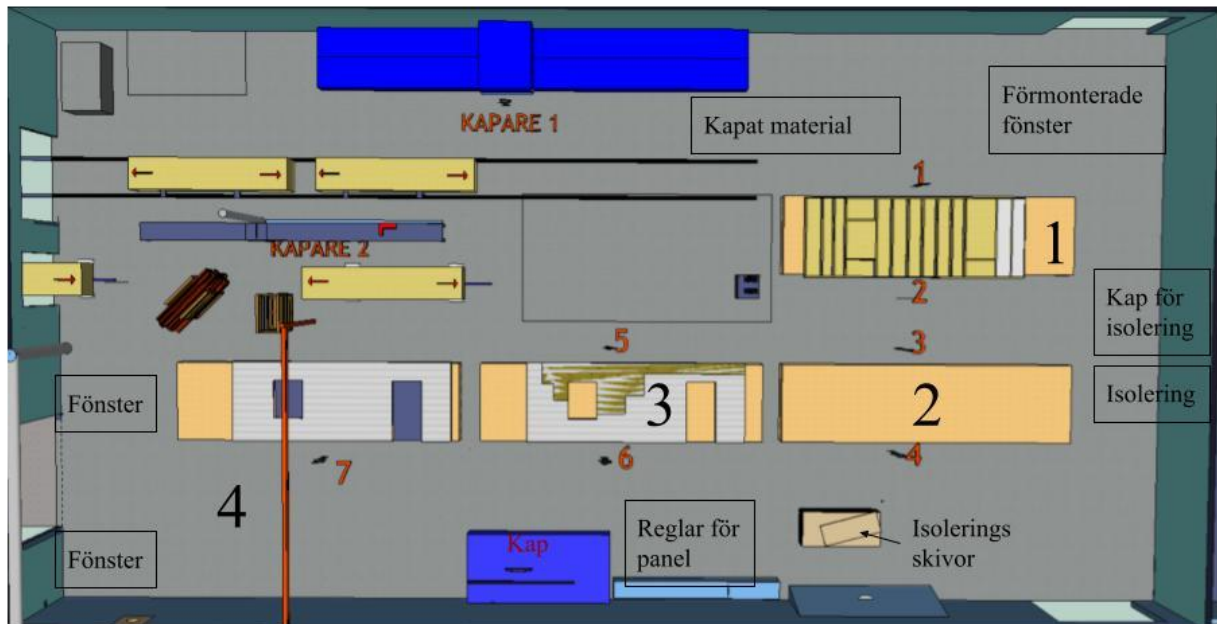 KAPARE 1
Kapat material
Förmonterade
fönster
1
1
KAPARE 2
2
Kap för
isolering
5
3
Fönster
3
2
Isolering
7
6
4
4
Fönster
Kap
Reglar för
panel
Isolerings
skivor